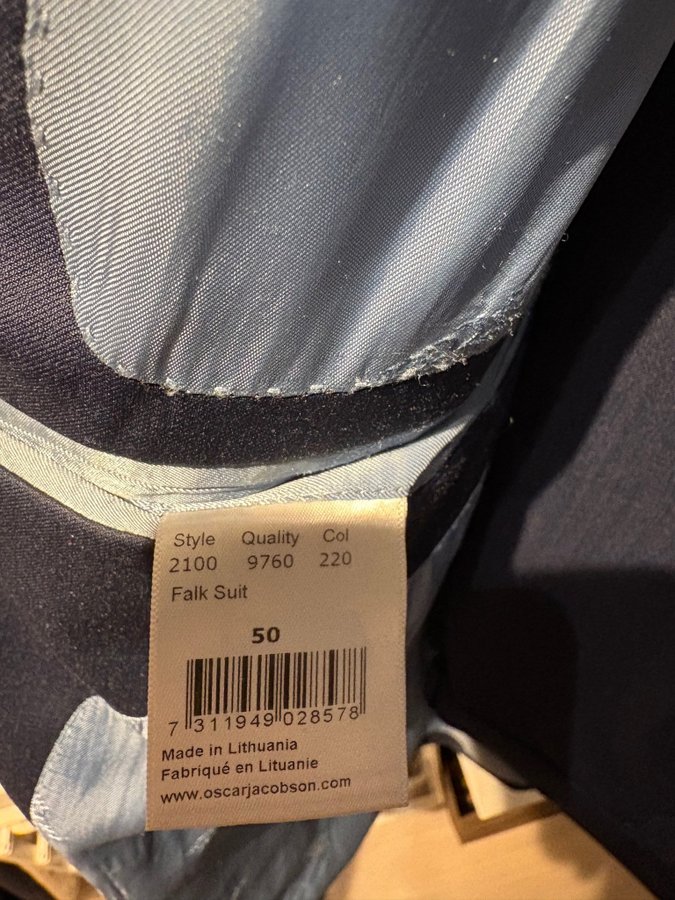 Style Quality Col
2100 9760 220
Falk Suit
50
7 311949 028578
Made in Lithuania
Fabriqué en Lituanie
www.oscarjacobson.com